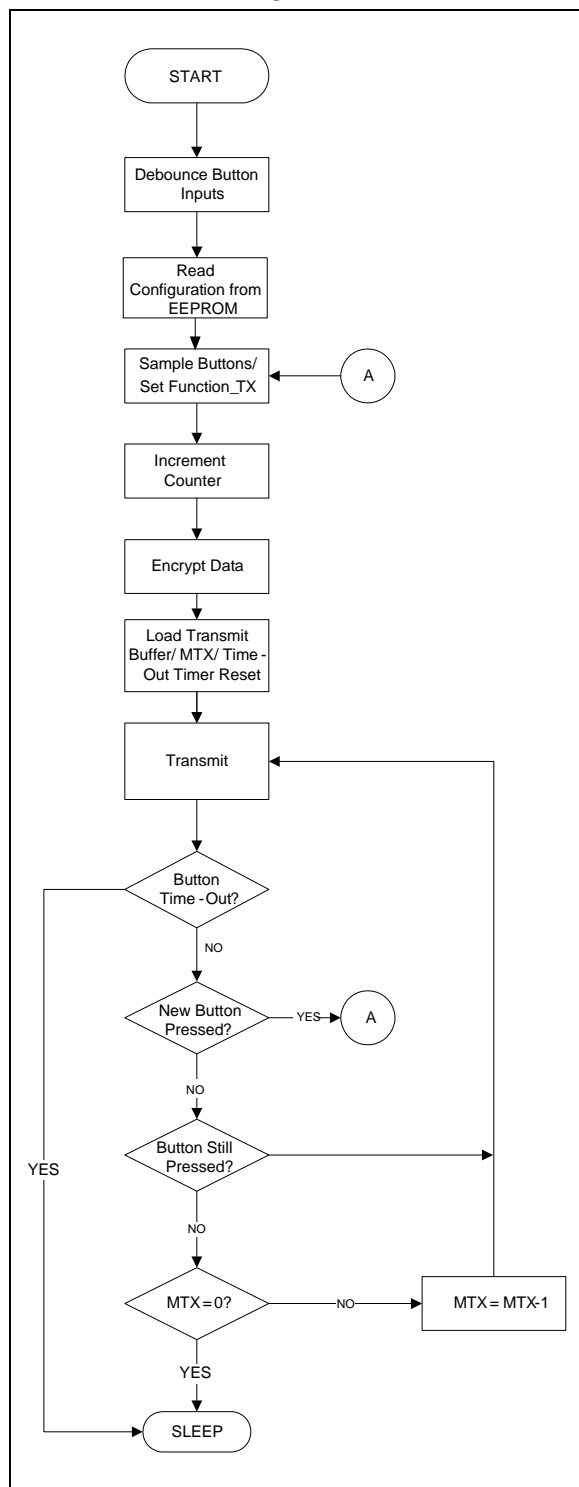 START
Debounce Button
Inputs
Read
Configuration from
EEPROM
Sample Buttons/
Set Function_TX
A
Increment
Counter
Encrypt Data
Load Transmit
Buffer/ MTX/ Time -
Out Timer Reset
Transmit
Button
Time - Out?
NO
New Button
Pressed?
YES
A
NO
Button Still
Pressed?
YES
NO
MTX = 0?
NO
MTX = MTX-1
YES
SLEEP